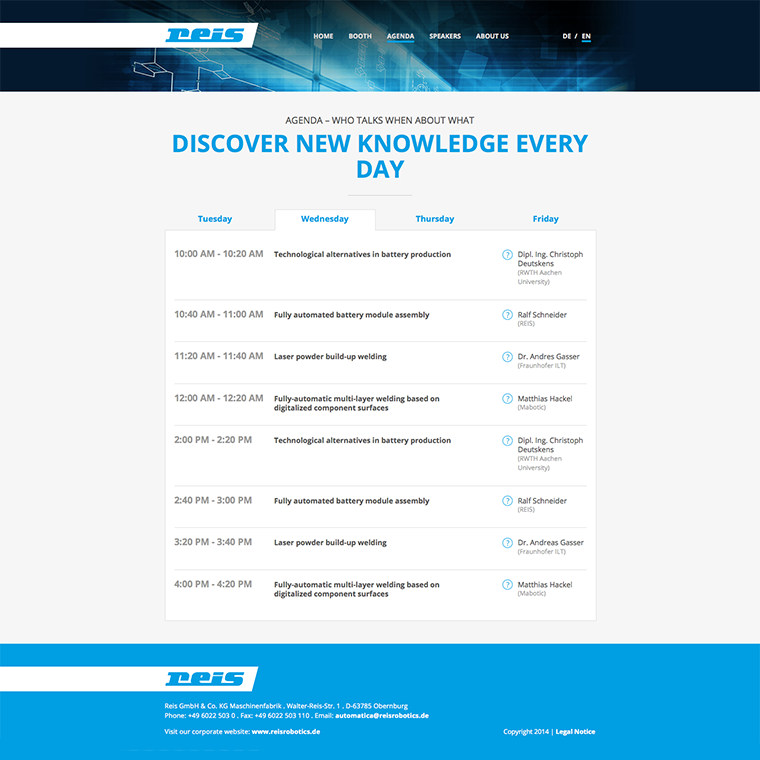 reis
HOME BOOTH AGENDA SPEAKERS ABOUT US DE / EN
AGENDA – WHO TALKS WHEN ABOUT WHAT
DISCOVER NEW KNOWLEDGE EVERY
DAY
Tuesday Wednesday Thursday Friday
10:00 AM - 10:20 AM Technological alternatives in battery production ? Dipl. Ing. Christoph
Deutskens
(RWTH Aachen
University)
10:40 AM - 11:00 AM Fully automated battery module assembly ? Ralf Schneider
(REIS)
11:20 AM - 11:40 AM Laser powder build-up welding ? Dr. Andres Gasser
(Fraunhofer ILT)
12:00 AM - 12:20 AM Fully-automatic multi-layer welding based on ? Matthias Hackel
digitalized component surfaces (Mabotic)
2:00 PM - 2:20 PM Technological alternatives in battery production ? Dipl. Ing. Christoph
Deutskens
(RWTH Aachen
University)
2:40 PM - 3:00 PM Fully automated battery module assembly ? Ralf Schneider
(REIS)
3:20 PM - 3:40 PM Laser powder build-up welding ? Dr. Andreas Gasser
(Fraunhofer ILT)
4:00 PM - 4:20 PM Fully-automatic multi-layer welding based on ? Matthias Hackel
digitalized component surfaces (Mabotic)
reis
Reis GmbH & Co. KG Maschinenfabrik . Walter-Reis-Str. 1 . D-63785 Obernburg
Phone: +49 6022 503 0 . Fax: +49 6022 503 110 . Email: automatica@reisrobotics.de
Visit our corporate website: www.reisrobotics.de Copyright 2014 | Legal Notice